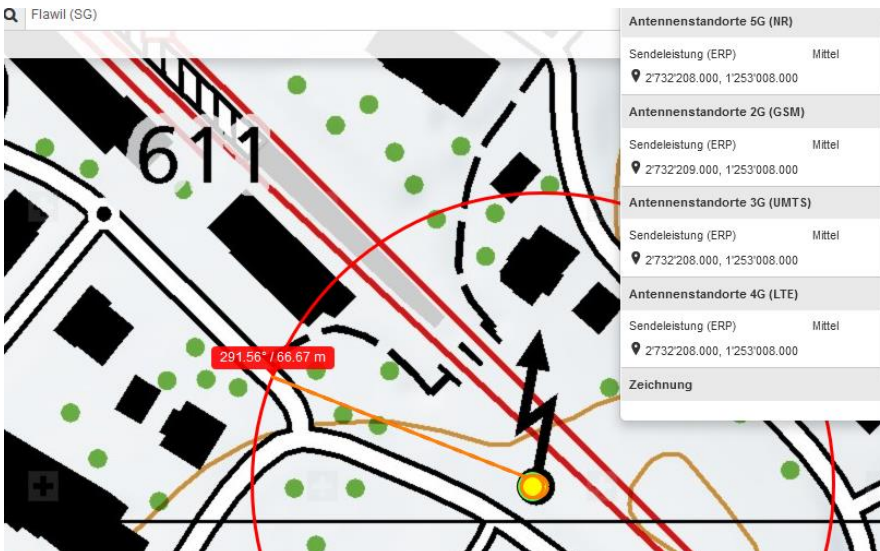 Flawil (SG)
611
291.56° / 66.67 m
Antennenstandorte 5G (NR)
Sendeleistung (ERP) Mittel
2'732'208.000, 1'253'008.000
Antennenstandorte 2G (GSM)
Sendeleistung (ERP) Mittel
2'732'209.000, 1'253'008.000
Antennenstandorte 3G (UMTS)
Sendeleistung (ERP) Mittel
2'732'208.000, 1'253'008.000
Antennenstandorte 4G (LTE)
Sendeleistung (ERP) Mittel
2'732'208.000, 1'253'008.000
Zeichnung